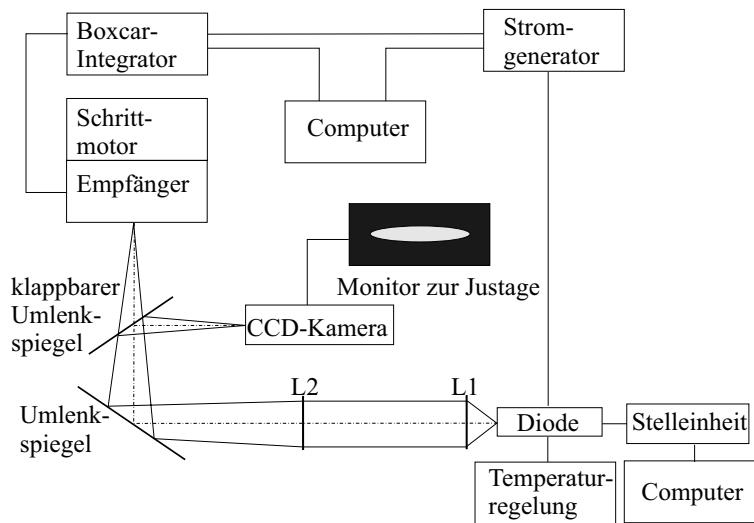 Boxcar-
Integrator
Strom-
generator
Computer
Schritt-
motor
Empfänger
klappbarer
Umlenk-
spiegel
Monitor zur Justage
CCD-Kamera
L2
L1
Umlenk-
spiegel
Diode
Stelleinheit
Temperatur-
regelung
Computer